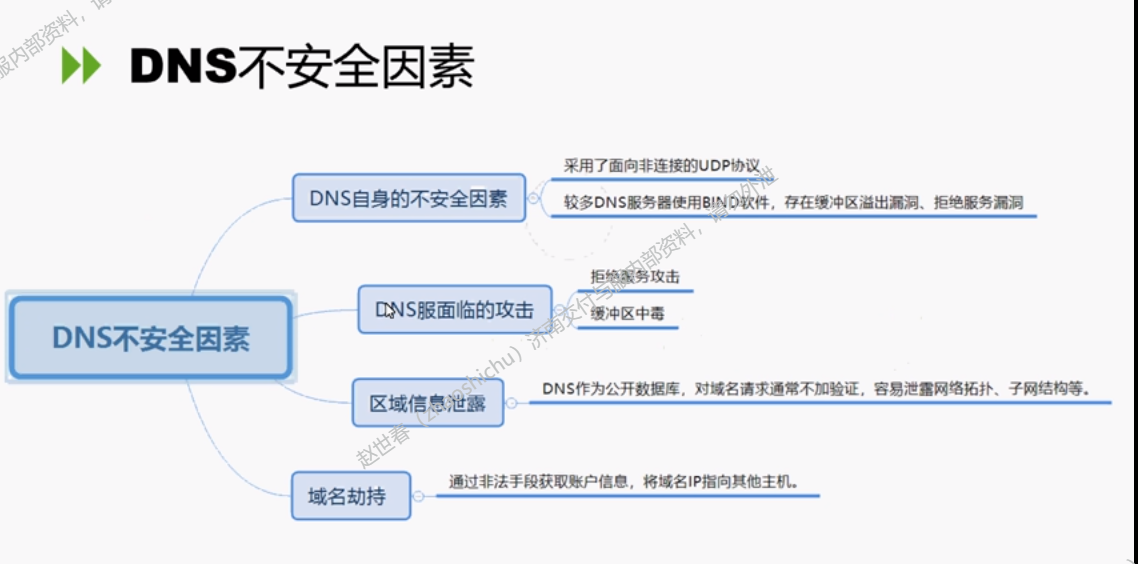 DNS不安全因素
采用了面向非连接的UDP协议
DNS自身的不安全因素
较多DNS服务器使用BIND软件，存在缓冲区溢出漏洞、拒绝服务漏洞
拒绝服务攻击
DNS服面临的攻击
缓冲区中毒
DNS不安全因素
DNS作为公开数据库，对域名请求通常不加验证，容易泄露网络拓扑、子网结构等。
区域信息泄露
通过非法手段获取账户信息，将域名IP指向其他主机。
域名劫持
赵世春（zhaoshichu）济南交付与服内部资料，请勿外泄
服内部资料，请